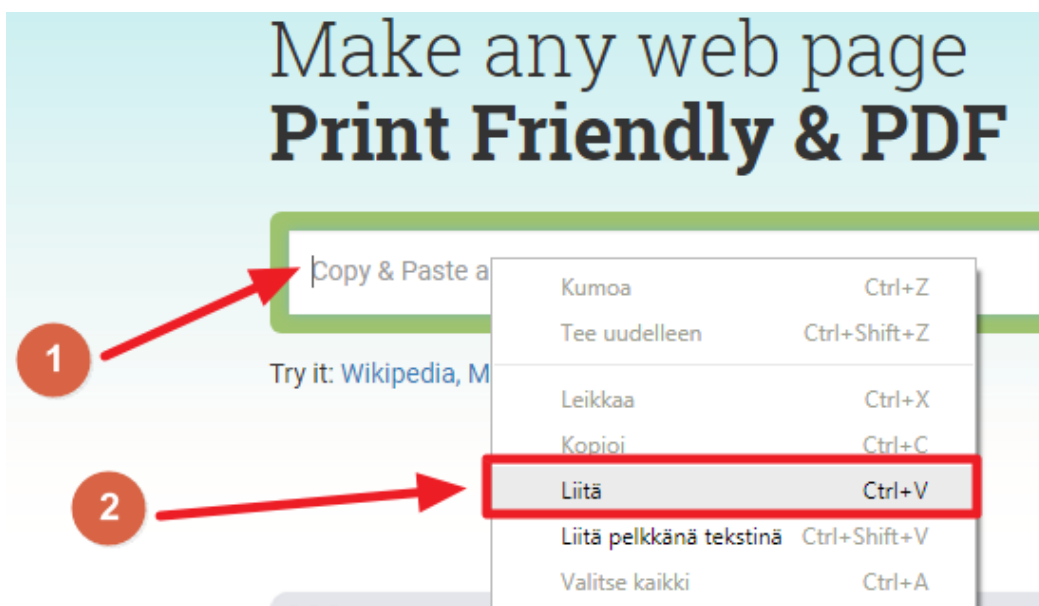 Make any web page
Print Friendly & PDF
Copy & Paste a
1
Try it: Wikipedia, M
Kumoa Ctrl+Z
Tee uudelleen Ctrl+Shift+Z
Leikkaa Ctrl+X
Kopioi Ctrl+C
2
Liitä Ctrl+V
Liitä pelkkänä tekstinä Ctrl+Shift+V
Valitse kaikki Ctrl+A